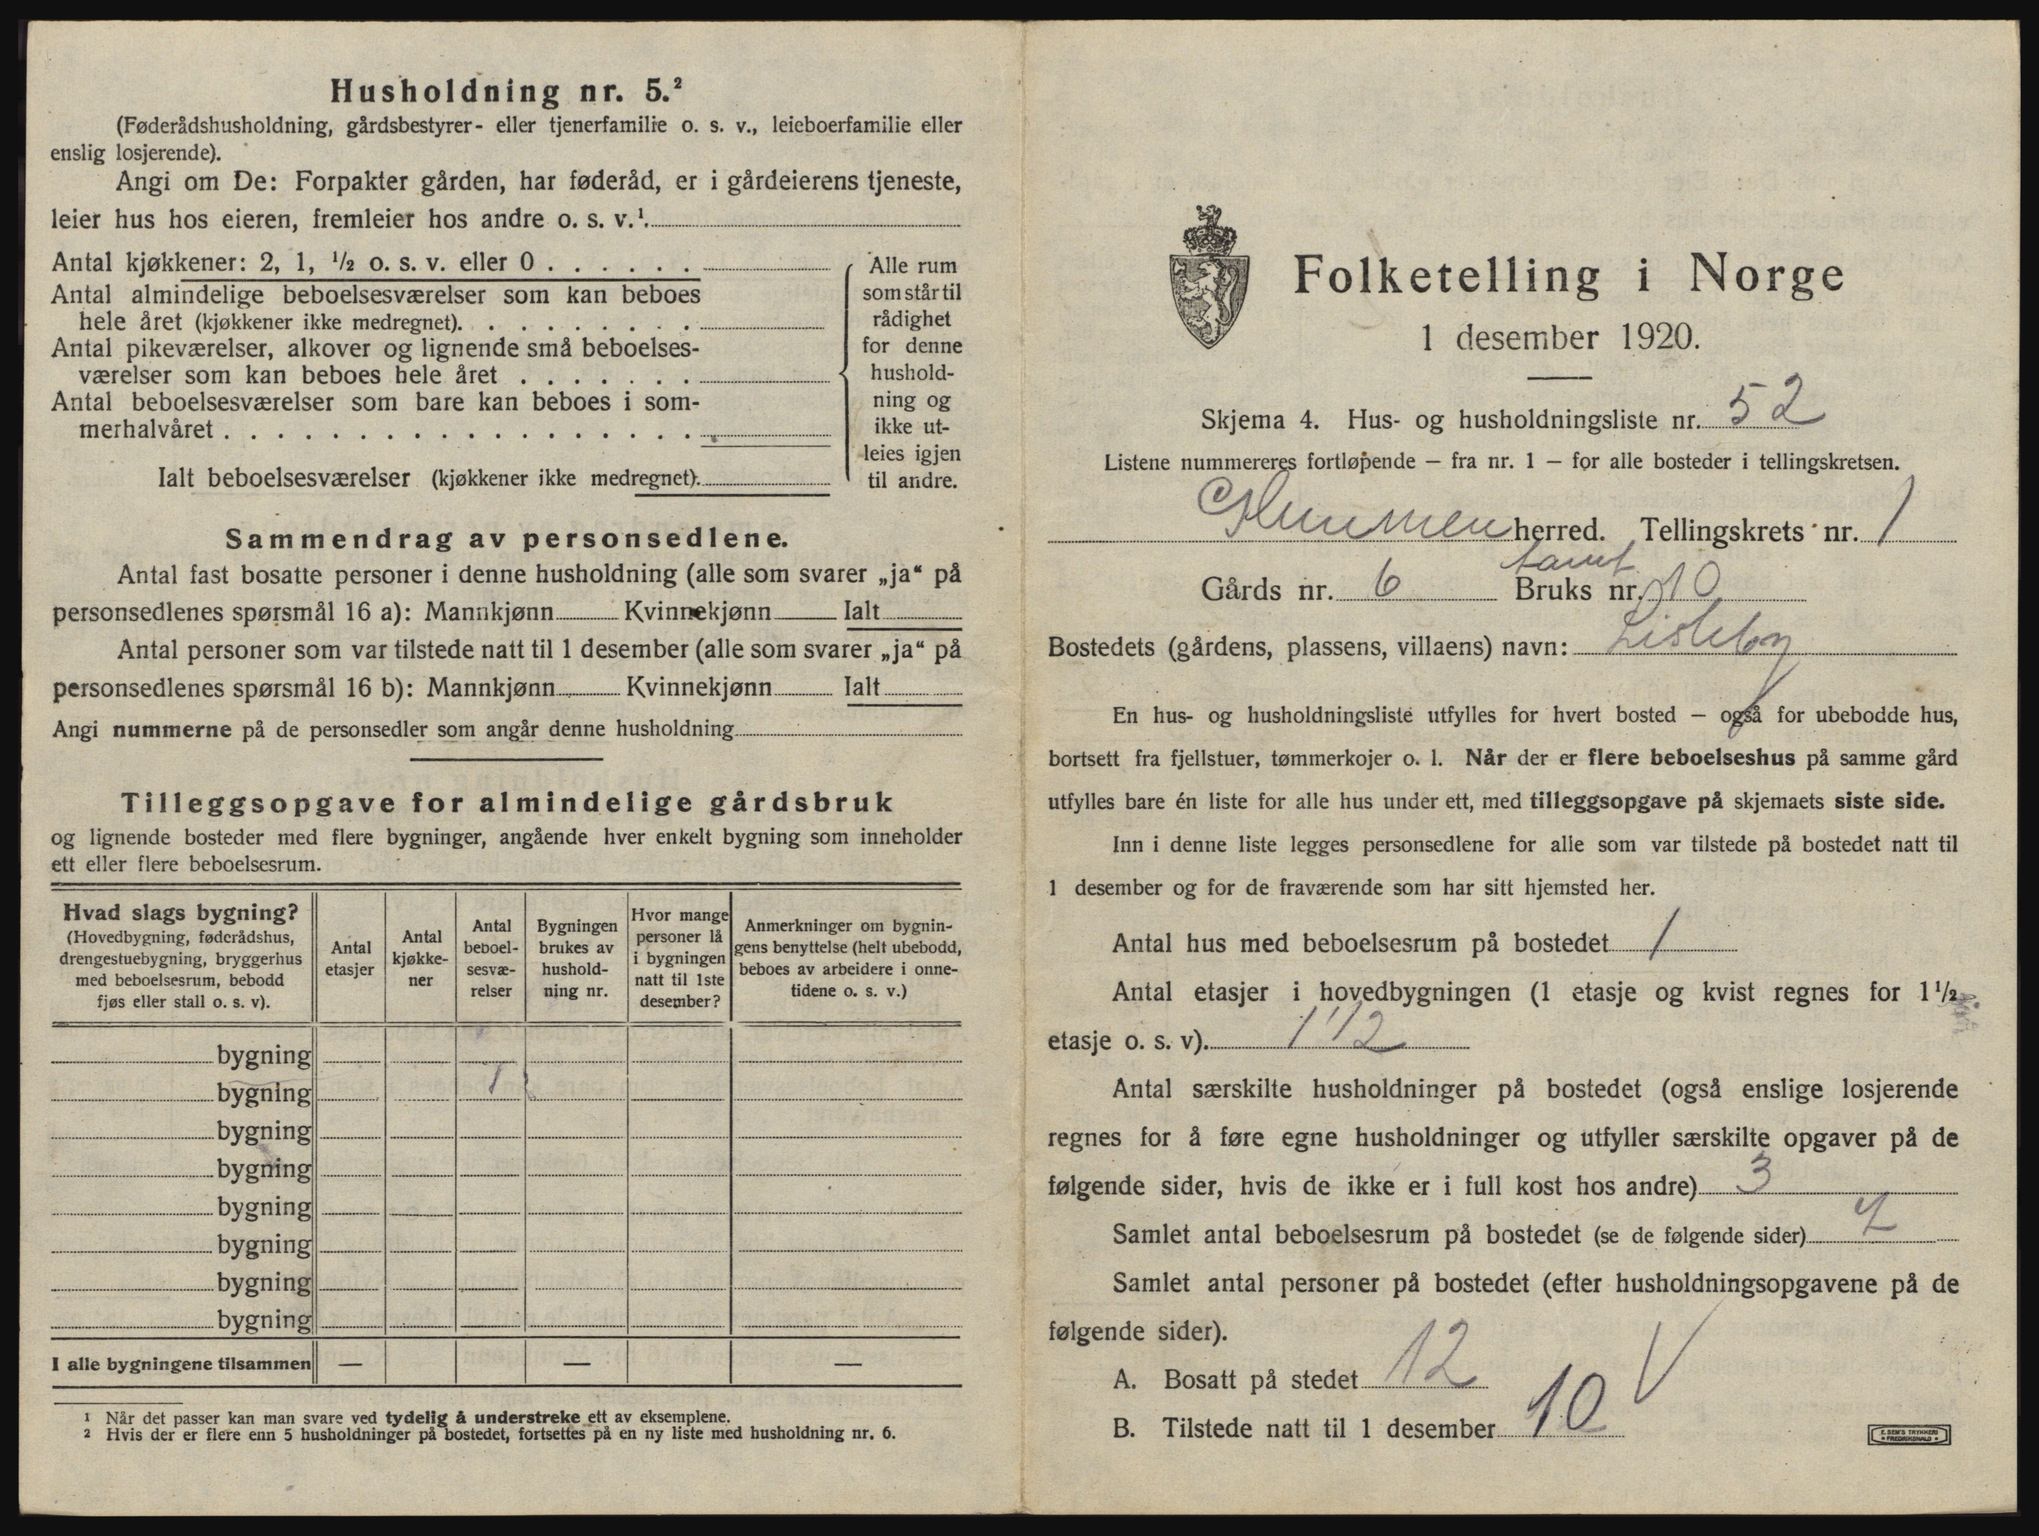 Husholdning nr. 5.²
(Føderådshusholdning, gårdsbestyrer- eller tjenerfamilie o. s. v., leieboerfamilie eller
enslig losjerende).
Angi om De: Forpakter gården, har føderåd, er i gårdeierens tjeneste,
leier hus hos eieren, fremleier hos andre o. s. v.¹.
Antal kjøkkener: 2, 1, ½ o. s. v. eller 0 . . . . . .
Antal almindelige beboelsesværelser som kan beboes
hele året (kjøkkener ikke medregnet). . . . . . . . .
Antal pikeværelser, alkover og lignende små beboelses-
værelser som kan beboes hele året . . . . . . .
Antal beboelsesværelser som bare kan beboes i som-
merhalvåret . . . . . . . . . . . . . . . . . .
Ialt beboelsesværelser (kjøkkener ikke medregnet).
Alle rum
som står til
rådighet
for denne
hushold-
ning og
ikke ut-
leies igjen
til andre.
Sammendrag av personsedlene.
Antal fast bosatte personer i denne husholdning (alle som svarer „ja“ på
personsedlenes spørsmål 16 a): Mannkjønn Kvinnekjønn Ialt
Antal personer som var tilstede natt til 1 desember (alle som svarer „ja“ på
personsedlenes spørsmål 16 b): Mannkjønn Kvinnekjønn Ialt
Angi nummerne på de personsedler som angår denne husholdning
Tilleggsopgave for almindelige gårdsbruk
og lignende bosteder med flere bygninger, angående hver enkelt bygning som inneholder
ett eller flere beboelsesrum.
Hvad slags bygning?
(Hovedbygning, føderådshus,
drengestuebygning, bryggerhus
med beboelsesrum, bebodd
fjøs eller stall o. s. v).
Antal
etasjer
Antal
kjøkke-
ner
Antal
beboel-
sesvæ-
relser
Bygningen
brukes av
hushold-
ning nr.
Hvor mange
personer lå
i bygningen
natt til 1ste
desember?
Anmerkninger om bygnin-
gens benyttelse (helt ubebodd,
beboes av arbeidere i onne-
tidene o. s. v.)
bygning
bygning
bygning
bygning
bygning
bygning
bygning
bygning
I alle bygningene tilsammen — — —
¹ Når det passer kan man svare ved tydelig å understreke ett av eksemplene.
² Hvis der er flere enn 5 husholdninger på bostedet, fortsettes på en ny liste med husholdning nr. 6.
Folketelling i Norge
1 desember 1920.
Skjema 4. Hus- og husholdningsliste nr. 52
Listene nummereres fortløpende — fra nr. 1 — for alle bosteder i tellingskretsen.
Glemmen herred. Tellingskrets nr. 1
Gårds nr. 6 Bruks nr. 10
Bostedets (gårdens, plassens, villaens) navn: Lisleby
En hus- og husholdningsliste utfylles for hvert bosted — også for ubebodde hus,
bortsett fra fjellstuer, tømmerkojer o. l. Når der er flere beboelseshus på samme gård
utfylles bare én liste for alle hus under ett, med tilleggsopgave på skjemaets siste side.
Inn i denne liste legges personsedlene for alle som var tilstede på bostedet natt til
1 desember og for de fraværende som har sitt hjemsted her.
Antal hus med beboelsesrum på bostedet 1
Antal etasjer i hovedbygningen (1 etasje og kvist regnes for 1½
etasje o. s. v). 1½
Antal særskilte husholdninger på bostedet (også enslige losjerende
regnes for å føre egne husholdninger og utfyller særskilte opgaver på de
følgende sider, hvis de ikke er i full kost hos andre) 3
Samlet antal beboelsesrum på bostedet (se de følgende sider)
Samlet antal personer på bostedet (efter husholdningsopgavene på de
følgende sider).
A. Bosatt på stedet 12
B. Tilstede natt til 1 desember 10
E. SEM'S TRYKKERI
FREDRIKSHALD